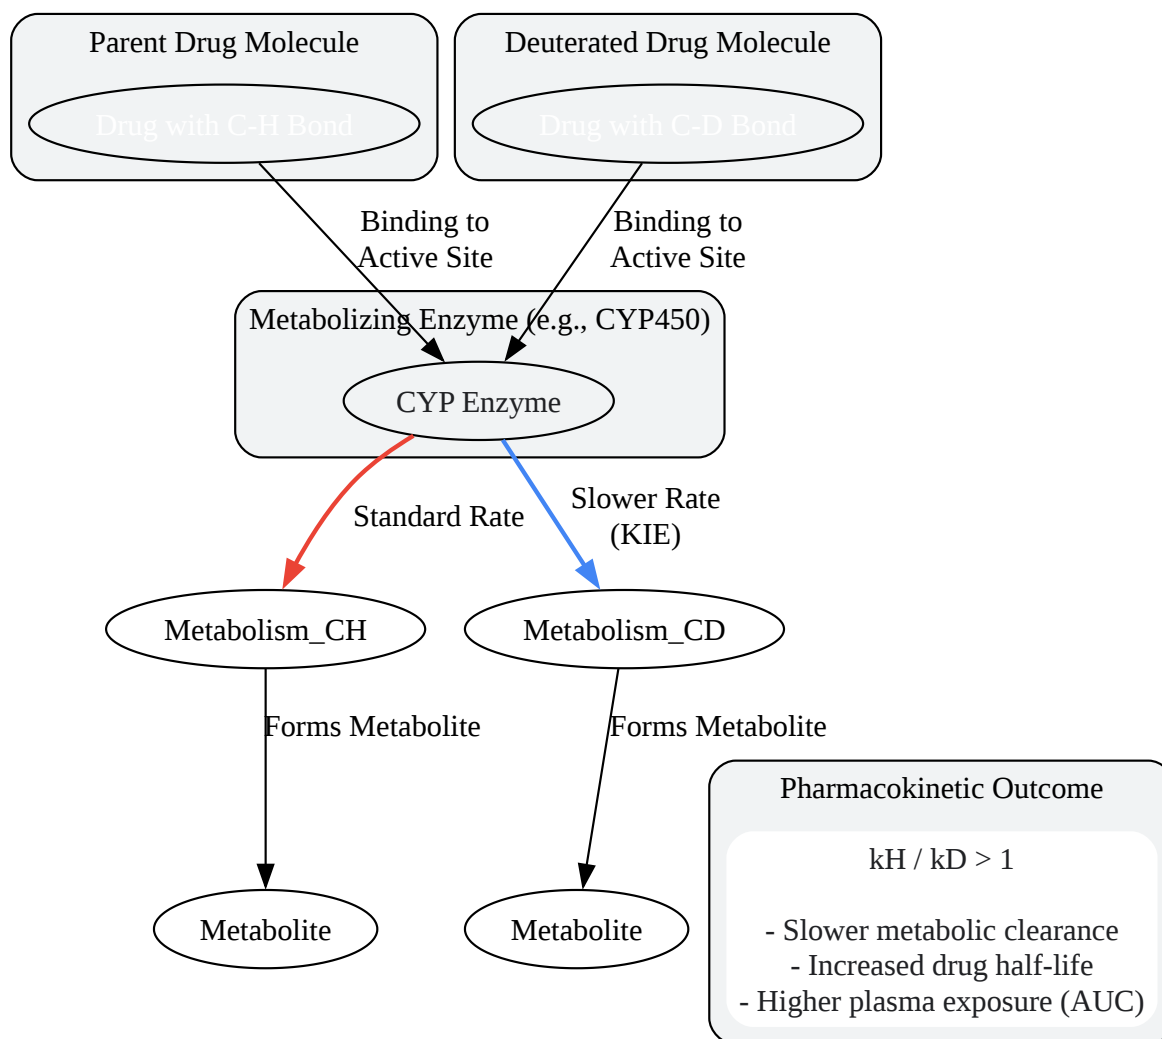 Parent Drug Molecule
Deuterated Drug Molecule
Drug with C-H Bond
Drug with C-D Bond
Binding to
Active Site
Binding to
Active Site
Metabolizing Enzyme (e.g., CYP450)
CYP Enzyme
Standard Rate
Slower Rate
(KIE)
Metabolism_CH
Metabolism_CD
Forms Metabolite
Forms Metabolite
Pharmacokinetic Outcome
kH / kD > 1
- Slower metabolic clearance
- Increased drug half-life
- Higher plasma exposure (AUC)
Metabolite
Metabolite